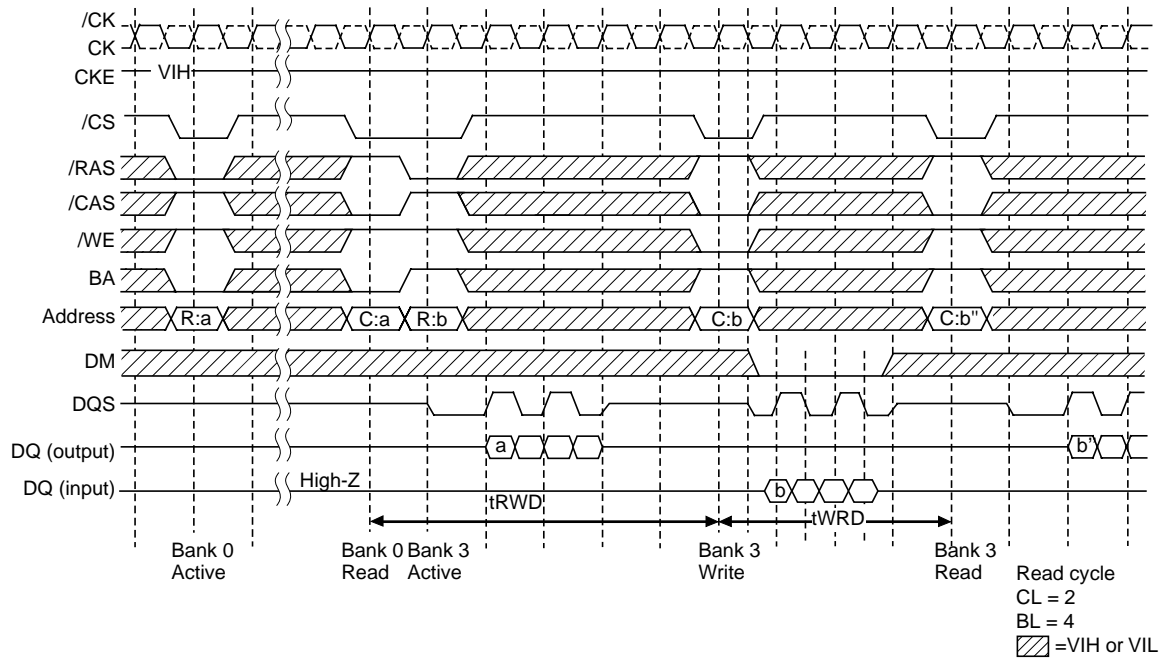 /CK
CK
CKE
VIH
/CS
/RAS
/CAS
/WE
BA
Address
R:a
C:a
R:b
C:b
C:b"
DM
DQS
DQ (output)
a
b"
DQ (input)
High-Z
b
tRWD
tWRD
Bank 0
Active
Bank 0
Read
Bank 3
Active
Bank 3
Write
Bank 3
Read
Read cycle
CL = 2
BL = 4
=VIH or VIL